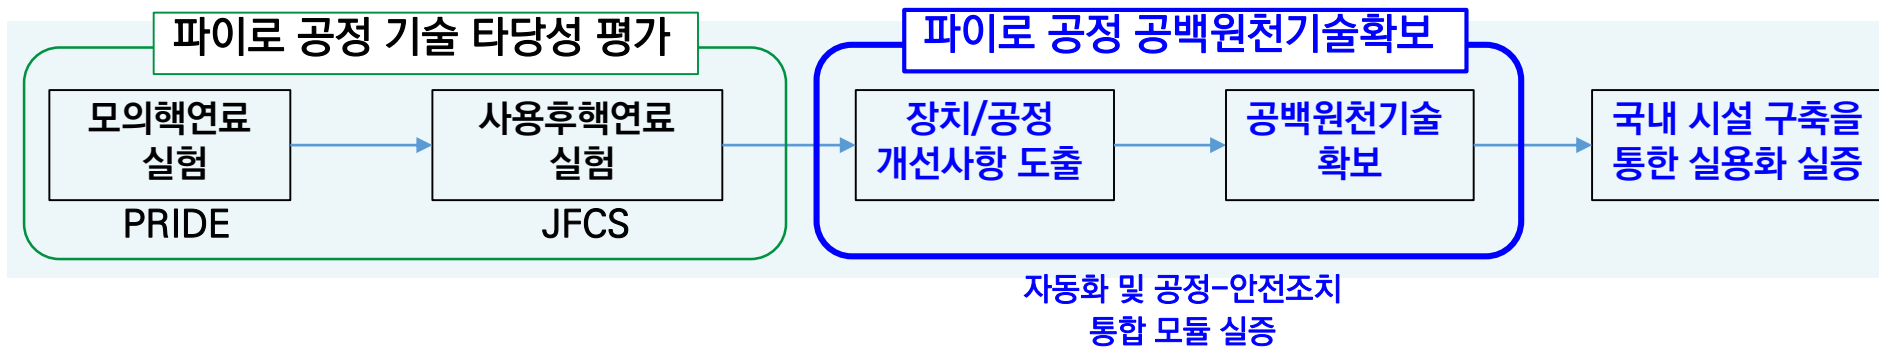 파이로 공정 기술 타당성 평가
모의핵연료
실험
PRIDE
사용후핵연료
실험
JFCS
파이로 공정 공백원천기술확보
장치/공정
개선사항 도출
공백원천기술
확보
자동화 및 공정-안전조치
통합 모듈 실증
국내 시설 구축을
통한 실용화 실증